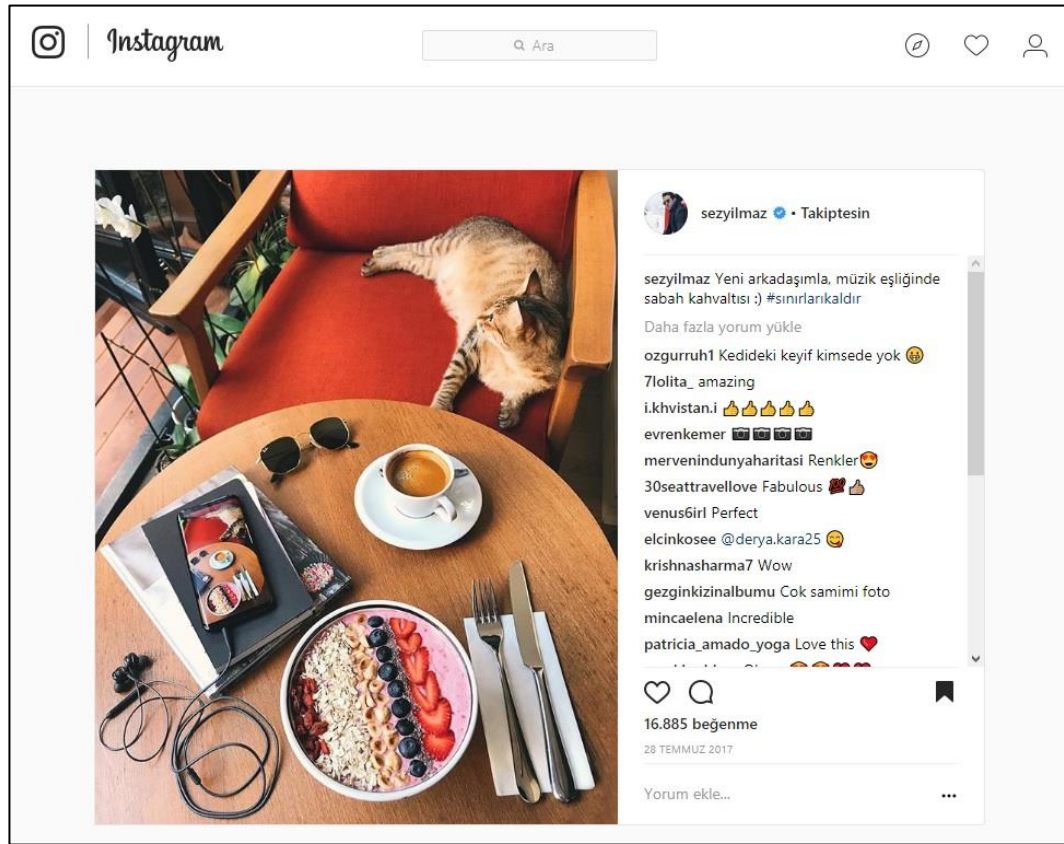 Instagram
Ara
sezyilmaz • Takiptesin
sezyilmaz Yeni arkadaşımla, müzik eşliğinde
sabah kahvaltısı :) #sınırlarıkaldır
Daha fazla yorum yükle
ozgurruh1 Kedideki keyif kimsede yok 😁
7lolita_ amazing
i.khvistan.i 👍👍👍👍👍
evrenkemer 📷📷📷📷
mervenindunyaharitasi Renkler😍
30seattravellove Fabulous 💯👍🏼
venus6irl Perfect
elcinkosee @derya.kara25 😋
krishnasharma7 Wow
gezginkizinalbumu Cok samimi foto
mincaelena Incredible
patricia_amado_yoga Love this ❤
16.885 beğenme
28 TEMMUZ 2017
Yorum ekle...